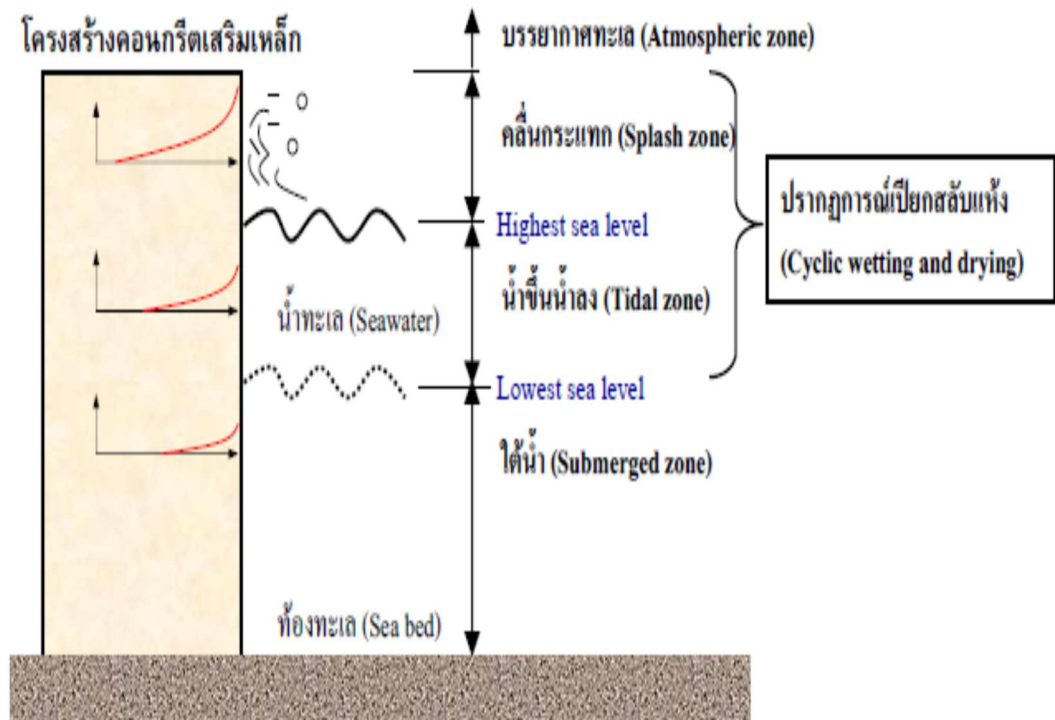 โครงสร้างคอนกรีตเสริมเหล็ก
บรรยากาศทะเล (Atmospheric zone)
คลื่นกระแทก (Splash zone)
Highest sea level
น้ำขึ้นน้ำลง (Tidal zone)
น้ำทะเล (Seawater)
Lowest sea level
ใต้น้ำ (Submerged zone)
ท้องทะเล (Sea bed)
ปรากฏการณ์เปียกสลับแห้ง
(Cyclic wetting and drying)